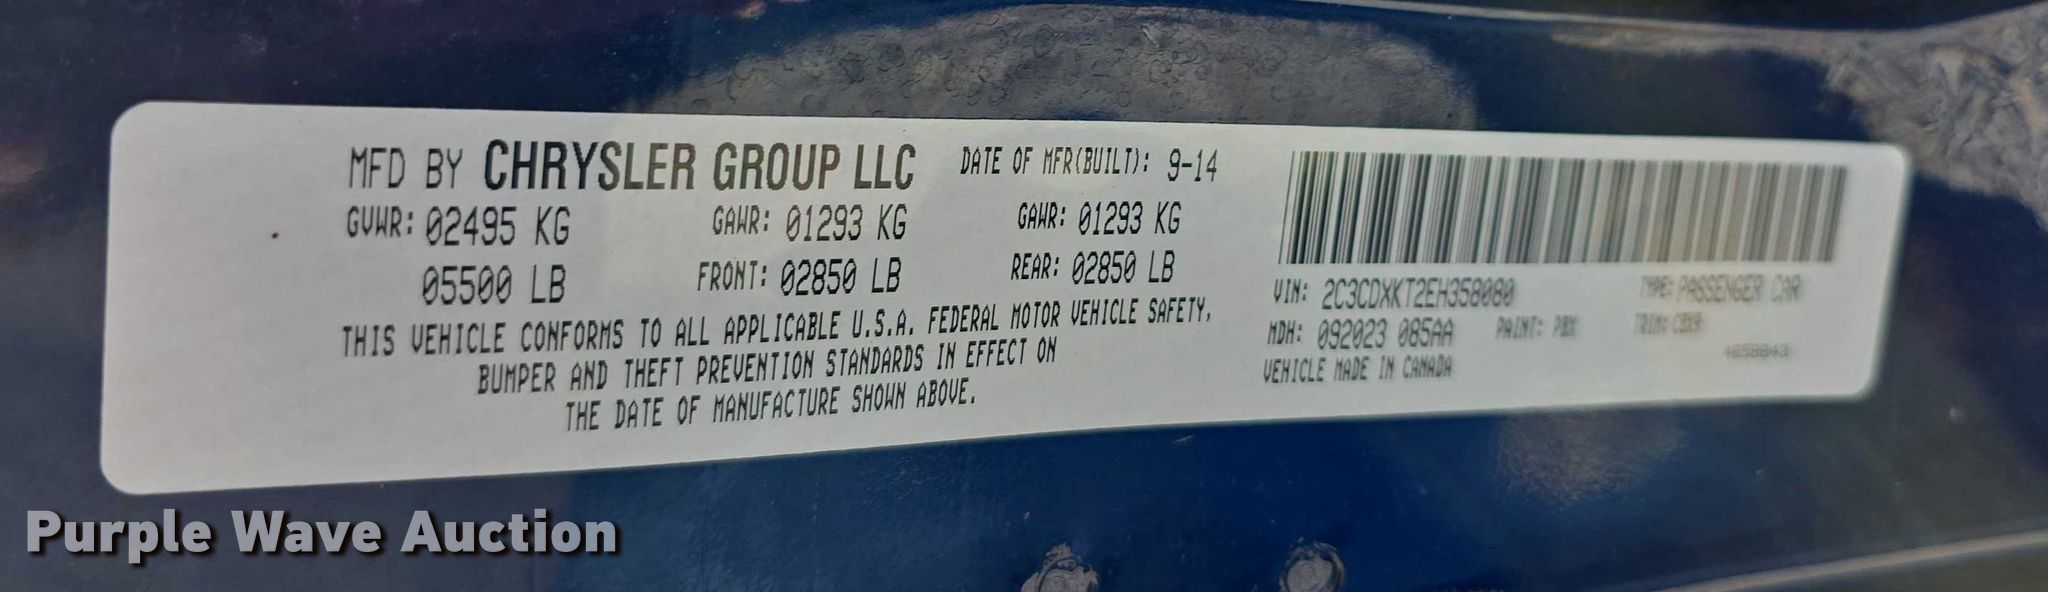 MFD BY CHRYSLER GROUP LLC DATE OF MFR(BUILT): 9-14
GVWR: 02495 KG GAWR: 01293 KG GAWR: 01293 KG
05500 LB FRONT: 02850 LB REAR: 02850 LB
THIS VEHICLE CONFORMS TO ALL APPLICABLE U.S.A. FEDERAL MOTOR VEHICLE SAFETY,
BUMPER AND THEFT PREVENTION STANDARDS IN EFFECT ON
THE DATE OF MANUFACTURE SHOWN ABOVE.
VIN: 2C3CDXKT2EH358080 TYPE: PASSENGER CAR
MDH: 092023 085AA PAINT: PBX TRIM: CBX9
VEHICLE MADE IN CANADA
Purple Wave Auction